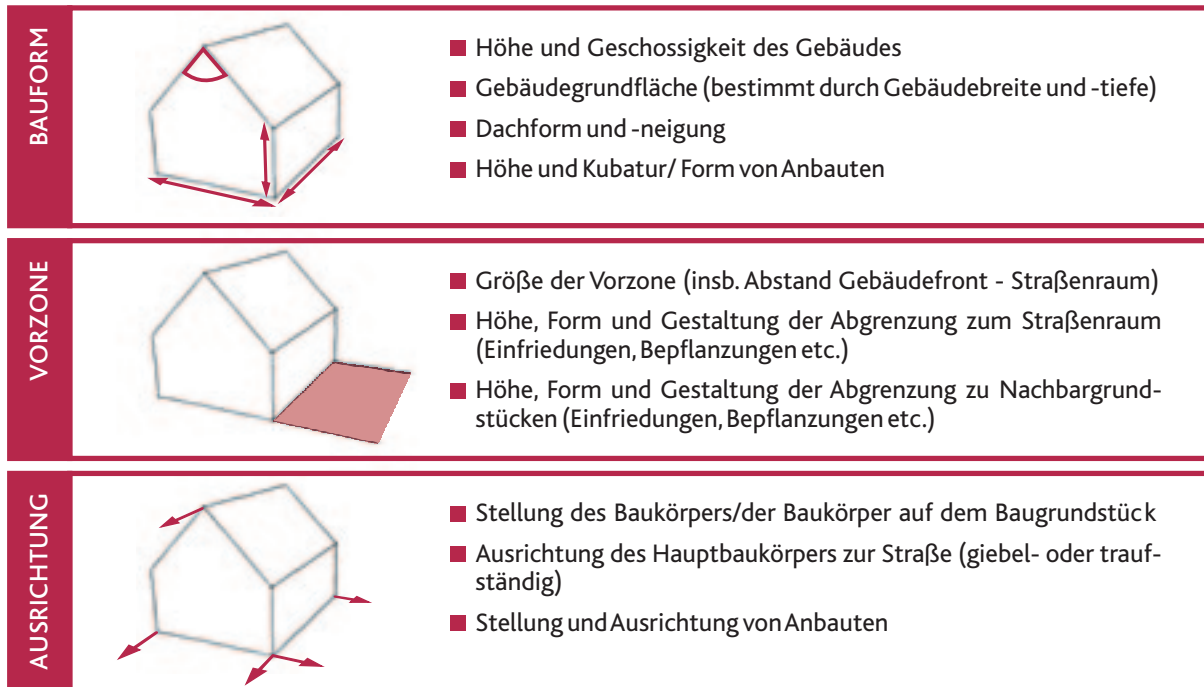 BAUFORM
Höhe und Geschossigkeit des Gebäudes
Gebäudegrundfläche (bestimmt durch Gebäudebreite und -tiefe)
Dachform und -neigung
Höhe und Kubatur/ Form von Anbauten
VORZONE
Größe der Vorzone (insb. Abstand Gebäudefront - Straßenraum)
Höhe, Form und Gestaltung der Abgrenzung zum Straßenraum
(Einfriedungen, Bepflanzungen etc.)
Höhe, Form und Gestaltung der Abgrenzung zu Nachbargrund-
stücken (Einfriedungen, Bepflanzungen etc.)
AUSRICHTUNG
Stellung des Baukörpers/der Baukörper auf dem Baugrundstück
Ausrichtung des Hauptbaukörpers zur Straße (giebel- oder trauf-
ständig)
Stellung und Ausrichtung von Anbauten